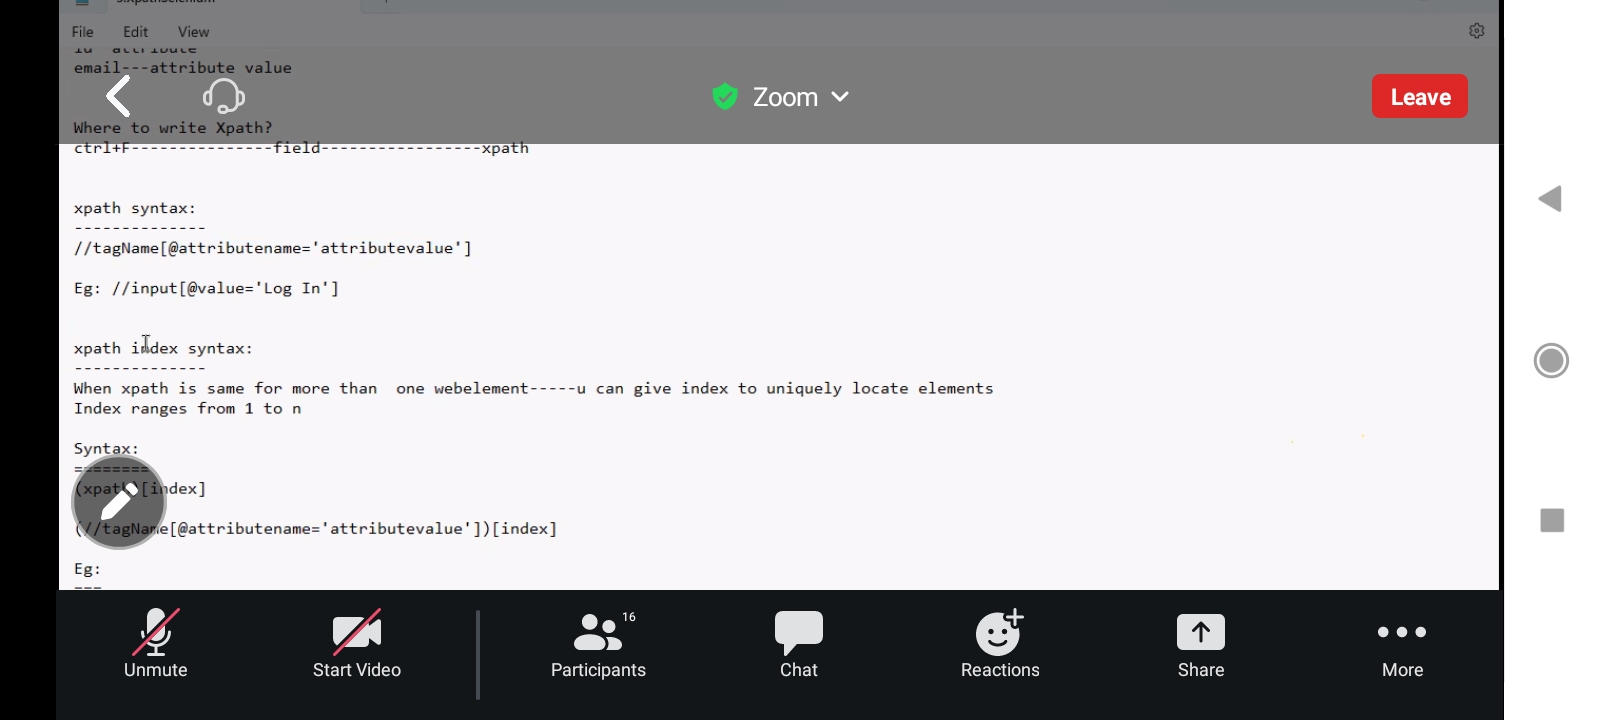 File Edit View
id attribute
email---attribute value
Zoom
Leave
Where to write Xpath?
ctrl+F---------------field-----------------xpath
xpath syntax:
--------------
//tagName[@attributename='attributevalue']
Eg: //input[@value='Log In']
xpath index syntax:
--------------
When xpath is same for more than  one webelement-----u can give index to uniquely locate elements
Index ranges from 1 to n
Syntax:
========
(xpath)[index]
(//tagName[@attributename='attributevalue'])[index]
Eg:
===
16
Unmute Start Video Participants Chat Reactions Share More